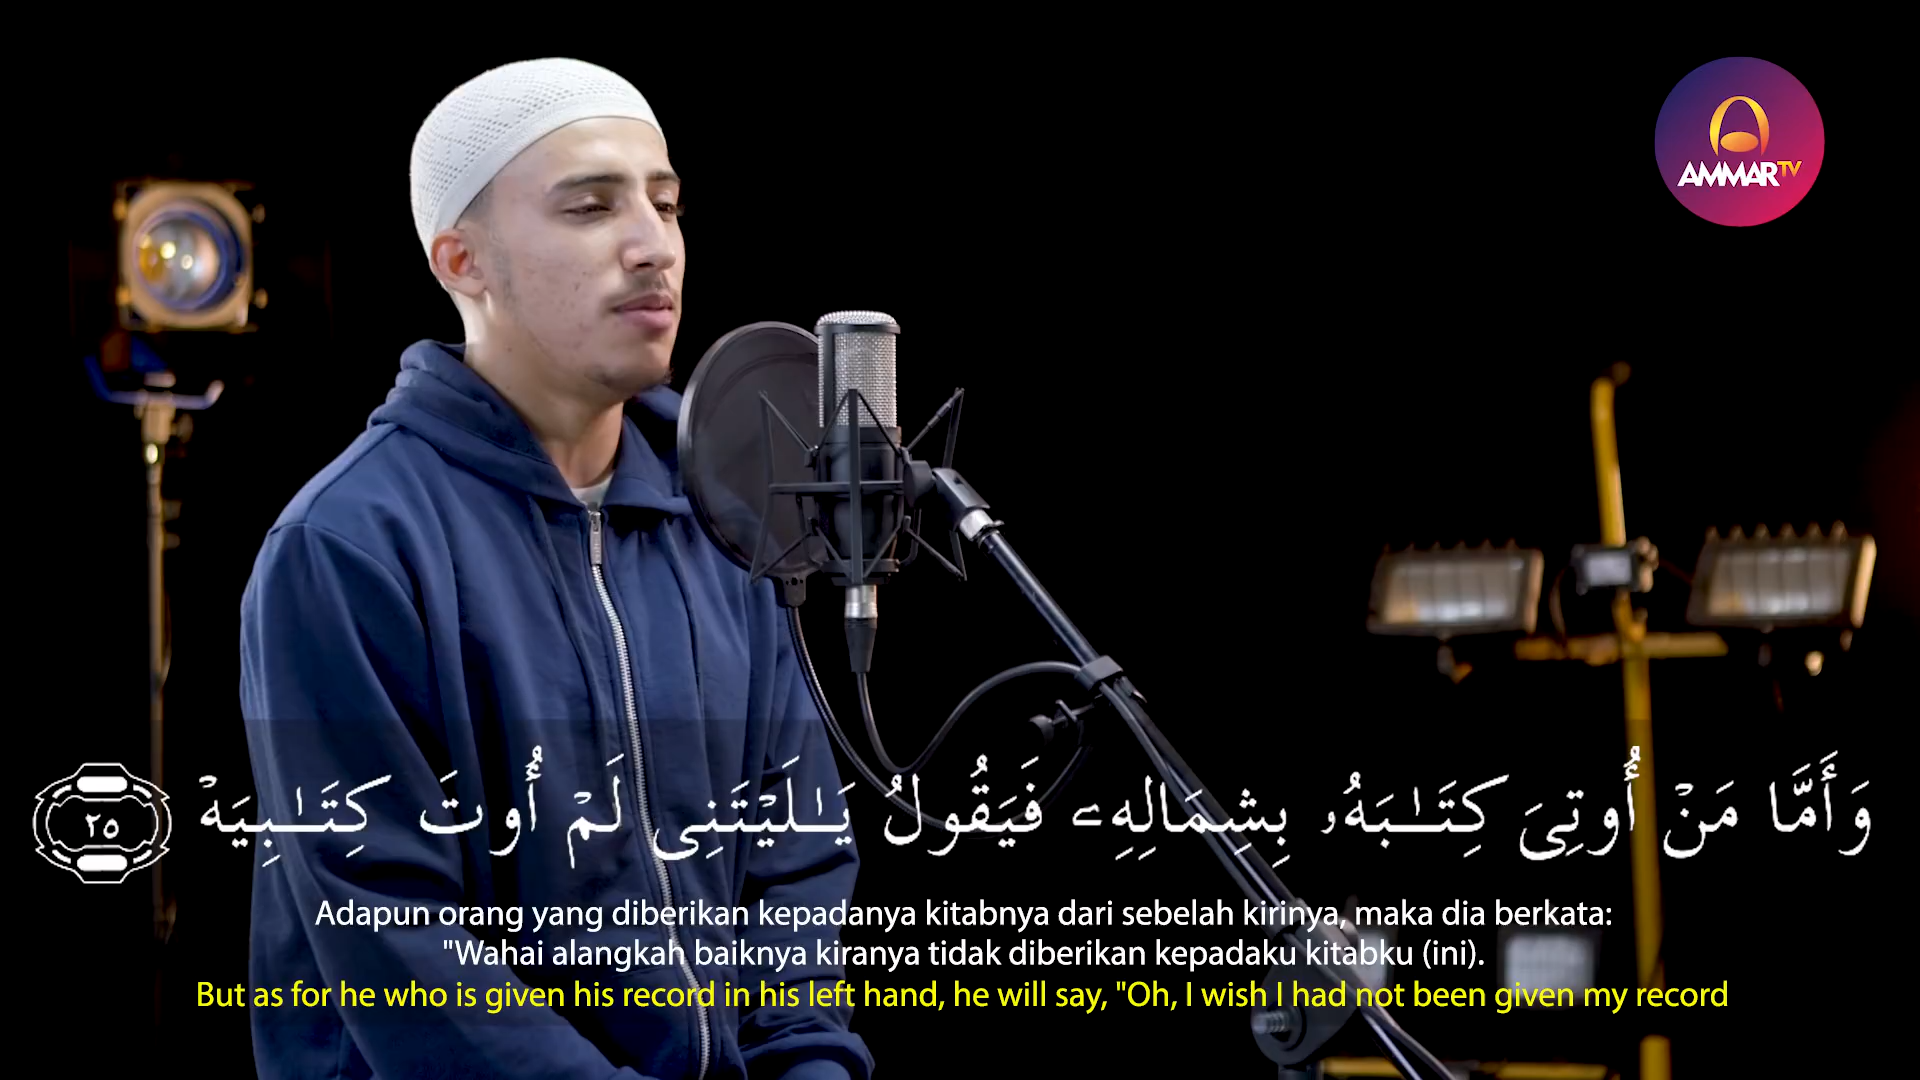 AMMARTV
وَأَمَّا مَنْ أُوتِىَ كِتَـٰبَهُۥ بِشِمَالِهِۦ فَيَقُولُ يَـٰلَيْتَنِى لَمْ أُوتَ كِتَـٰبِيَهْ ٢٥
Adapun orang yang diberikan kepadanya kitabnya dari sebelah kirinya, maka dia berkata:
"Wahai alangkah baiknya kiranya tidak diberikan kepadaku kitabku (ini).
But as for he who is given his record in his left hand, he will say, "Oh, I wish I had not been given my record